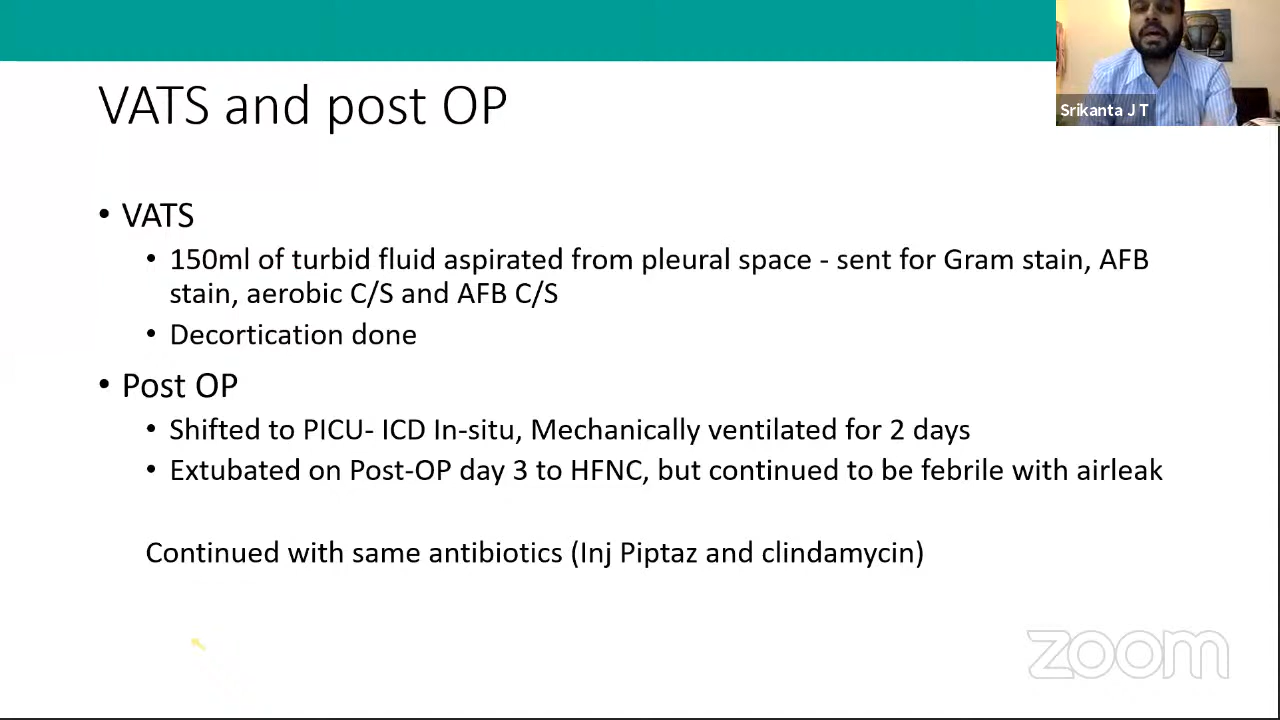 Srikanta J T
VATS and post OP
• VATS
• 150ml of turbid fluid aspirated from pleural space - sent for Gram stain, AFB
stain, aerobic C/S and AFB C/S
• Decortication done
• Post OP
• Shifted to PICU- ICD In-situ, Mechanically ventilated for 2 days
• Extubated on Post-OP day 3 to HFNC, but continued to be febrile with airleak
Continued with same antibiotics (Inj Piptaz and clindamycin)
zoom